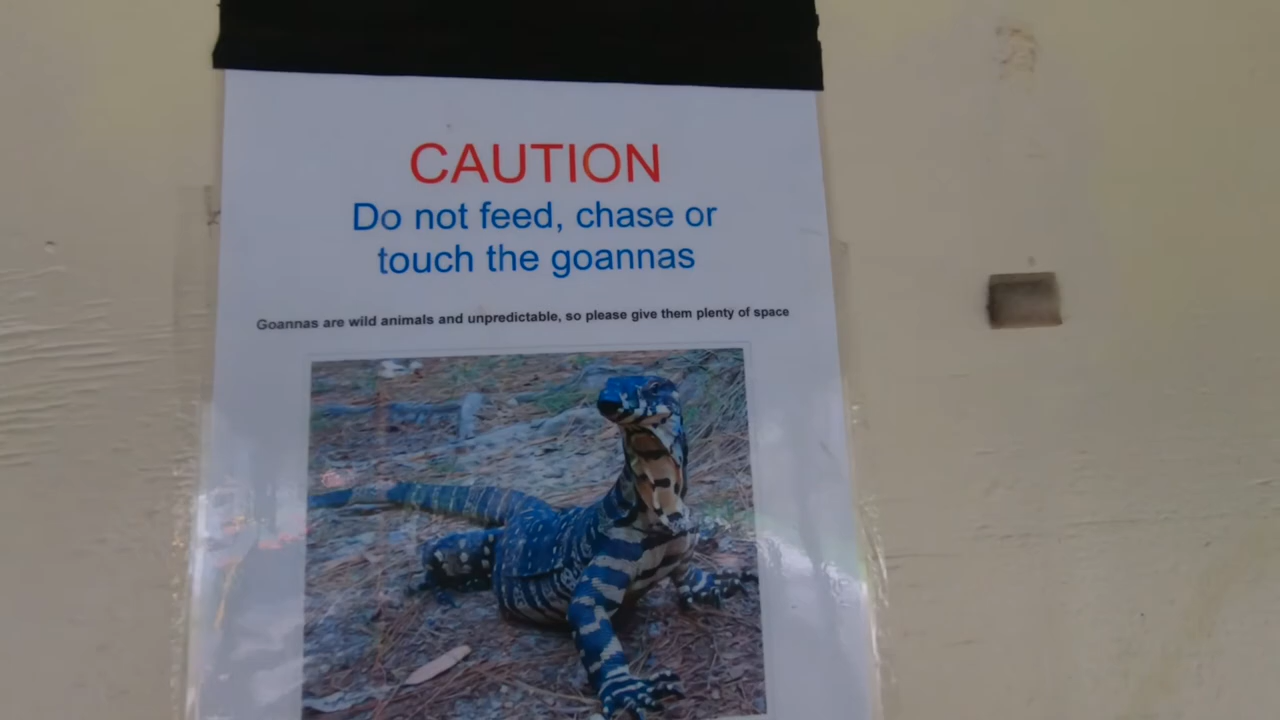 CAUTION
Do not feed, chase or
touch the goannas
Goannas are wild animals and unpredictable, so please give them plenty of space